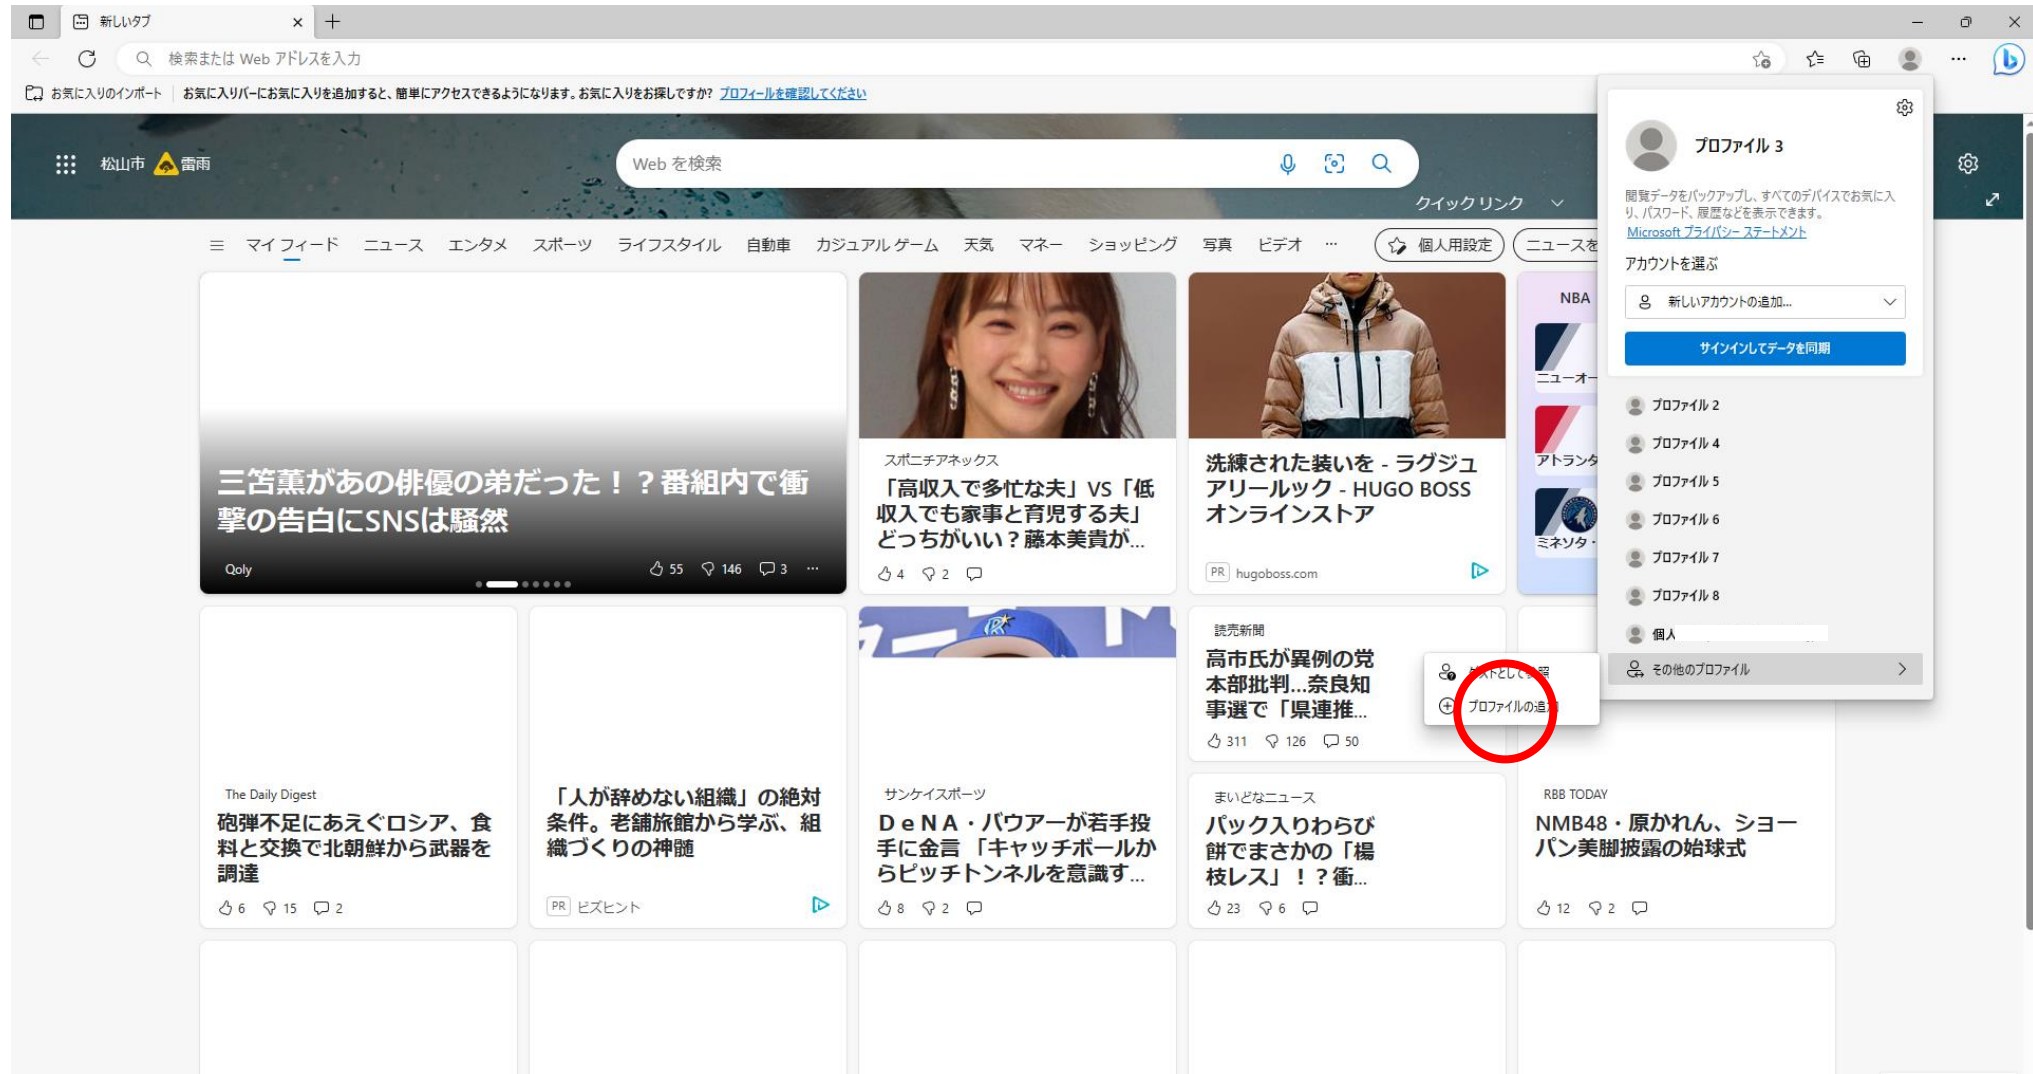 新しいタブ
検索または Web アドレスを入力
お気に入りのインポート
お気に入りバーにお気に入りを追加すると、簡単にアクセスできるようになります。お気に入りをお探しですか? プロフィールを確認してください
松山市 雷雨
Web を検索
クイック リンク
マイ フィード ニュース エンタメ スポーツ ライフスタイル 自動車 カジュアル ゲーム 天気 マネー ショッピング 写真 ビデオ ...
個人用設定
ニュースを
三笘薫があの俳優の弟だった！？番組内で衝
撃の告白にSNSは騒然
Qoly
55 146 3 ...
スポニチアネックス
「高収入で多忙な夫」VS「低
収入でも家事と育児する夫」
どっちがいい？藤本美貴が...
4 2
洗練された装いを - ラグジュ
アリールック - HUGO BOSS
オンラインストア
PR hugoboss.com
NBA
ニューオー
アトランタ
ミネソタ・
The Daily Digest
砲弾不足にあえぐロシア、食
料と交換で北朝鮮から武器を
調達
6 15 2
「人が辞めない組織」の絶対
条件。老舗旅館から学ぶ、組
織づくりの神髄
PR ビズヒント
サンケイスポーツ
ＤｅＮＡ・バウアーが若手投
手に金言 「キャッチボールか
らピッチトンネルを意識す...
8 2
読売新聞
高市氏が異例の党
本部批判...奈良知
事選で「県連推...
311 126 50
まいどなニュース
パック入りわらび
餅でまさかの「楊
枝レス」！？衝...
23 6
RBB TODAY
NMB48・原かれん、ショー
パン美脚披露の始球式
12 2
プロファイル 3
閲覧データをバックアップし、すべてのデバイスでお気に入
り、パスワード、履歴などを表示できます。
Microsoft プライバシー ステートメント
アカウントを選ぶ
新しいアカウントの追加...
サインインしてデータを同期
プロファイル 2
プロファイル 4
プロファイル 5
プロファイル 6
プロファイル 7
プロファイル 8
個人
その他のプロファイル
ゲストとして参照
プロファイルの追加